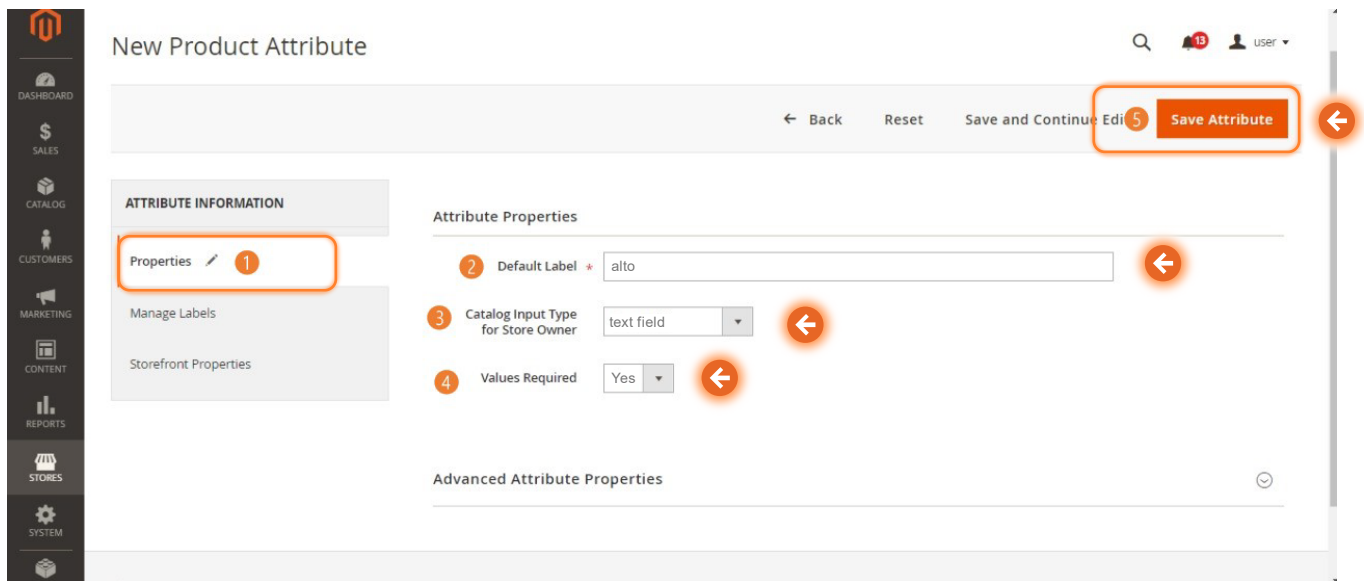 New Product Attribute
13
user
DASHBOARD
SALES
CATALOG
CUSTOMERS
MARKETING
CONTENT
REPORTS
STORES
SYSTEM
← Back
Reset
Save and Continue Edi
5
Save Attribute
ATTRIBUTE INFORMATION
Properties
1
Manage Labels
Storefront Properties
Attribute Properties
2 Default Label * alto
3 Catalog Input Type
for Store Owner
text field
4 Values Required Yes
Advanced Attribute Properties